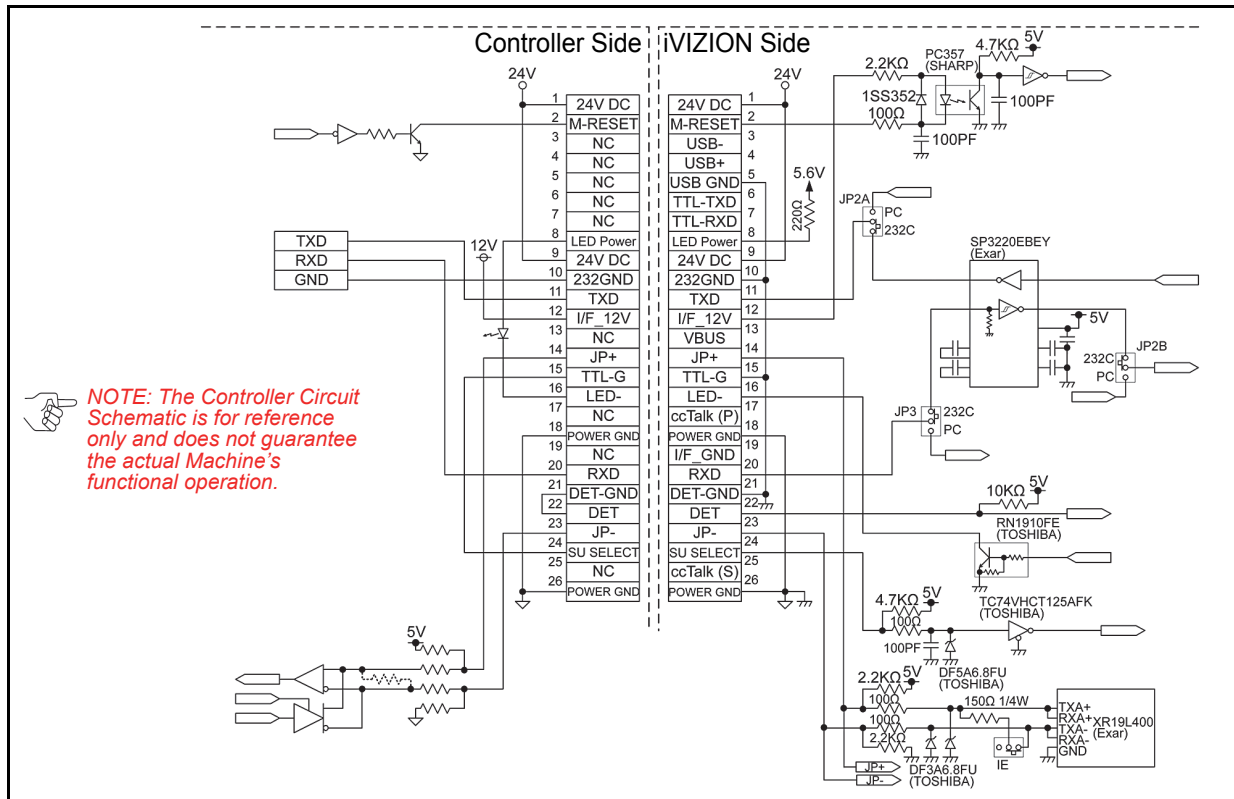 Controller Side
iVIZION Side
24V
24V
1 24V DC
2 M-RESET
3 NC
4 NC
5 NC
6 NC
7 NC
8 LED Power
9 24V DC
10 232GND
11 TXD
12 I/F_12V
13 NC
14 JP+
15 TTL-G
16 LED-
17 NC
18 POWER GND
19 NC
20 RXD
21 DET-GND
22 DET
23 JP-
24 SU SELECT
25 NC
26 POWER GND
24V DC 1
M-RESET 2
USB- 3
USB+ 4
USB GND 5
TTL-TXD 6
TTL-RXD 7
LED Power 8
24V DC 9
232GND 10
TXD 11
I/F_12V 12
VBUS 13
JP+ 14
TTL-G 15
LED- 16
ccTalk (P) 17
POWER GND 18
I/F_GND 19
RXD 20
DET-GND 21
DET 22
JP- 23
SU SELECT 24
ccTalk (S) 25
POWER GND 26
TXD
RXD
GND
12V
5V
NOTE: The Controller Circuit
Schematic is for reference
only and does not guarantee
the actual Machine's
functional operation.
4.7KΩ
5V
PC357
(SHARP)
2.2KΩ
1SS352
100Ω
100PF
100PF
5.6V
220Ω
JP2A
PC
232C
SP3220EBEY
(Exar)
5V
JP2B
232C
PC
JP3
232C
PC
10KΩ
5V
RN1910FE
(TOSHIBA)
TC74VHCT125AFK
(TOSHIBA)
4.7KΩ
5V
100Ω
100PF
DF5A6.8FU
(TOSHIBA)
2.2KΩ
5V
100Ω
100Ω
2.2KΩ
150Ω 1/4W
IE
TXA+
RXA+
TXA-
RXA-
GND
XR19L400
(Exar)
JP+
JP-
DF3A6.8FU
(TOSHIBA)